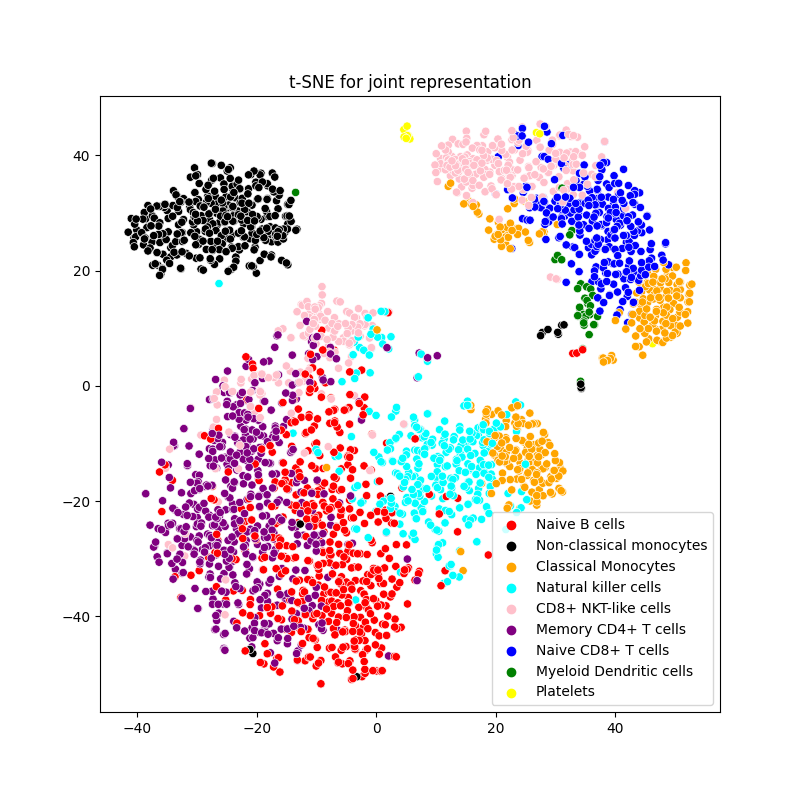 t-SNE for joint representation
40
20
0
−20
−40
−40
−20
0
20
40
Naive B cells
Non-classical monocytes
Classical Monocytes
Natural killer cells
CD8+ NKT-like cells
Memory CD4+ T cells
Naive CD8+ T cells
Myeloid Dendritic cells
Platelets